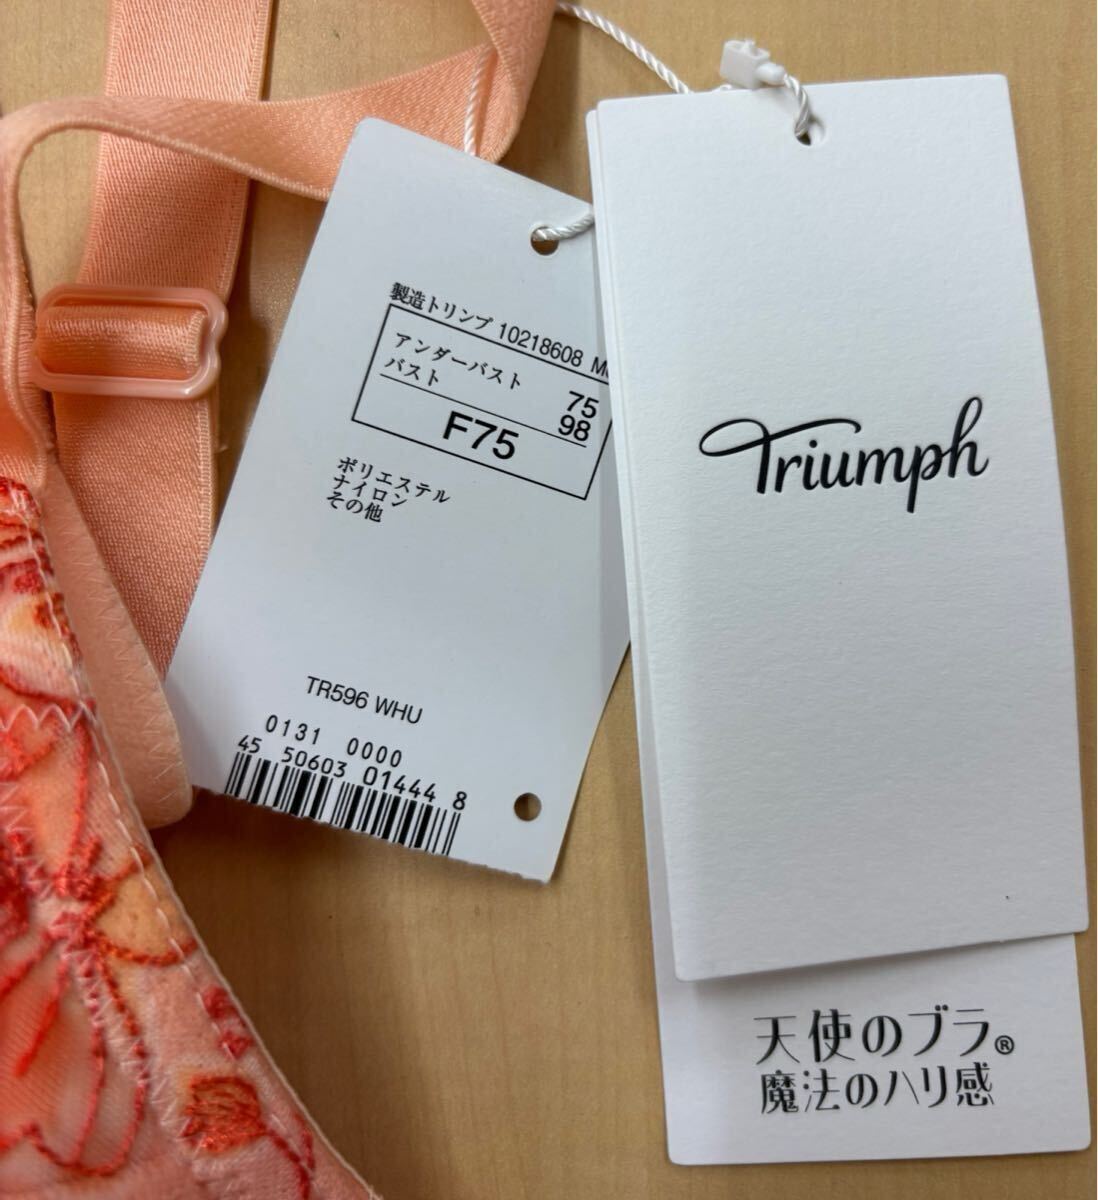 製造トリンプ 10218608
アンダーバスト 75
バスト 98
F75
ポリエステル
ナイロン
その他
TR596 WHU
0131 0000
45 50603 01444 8
Triumph
天使のブラ®
魔法のハリ感